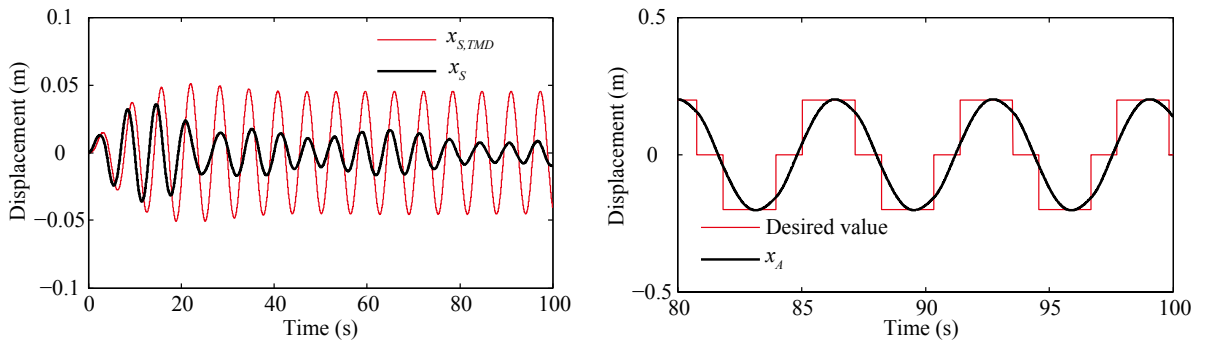 0.1
0.05
0
−0.05
−0.1
Displacement (m)
x_{S,TMD}
x_S
0 20 40 60 80 100
Time (s)
0.5
0
−0.5
Displacement (m)
Desired value
x_A
80 85 90 95 100
Time (s)